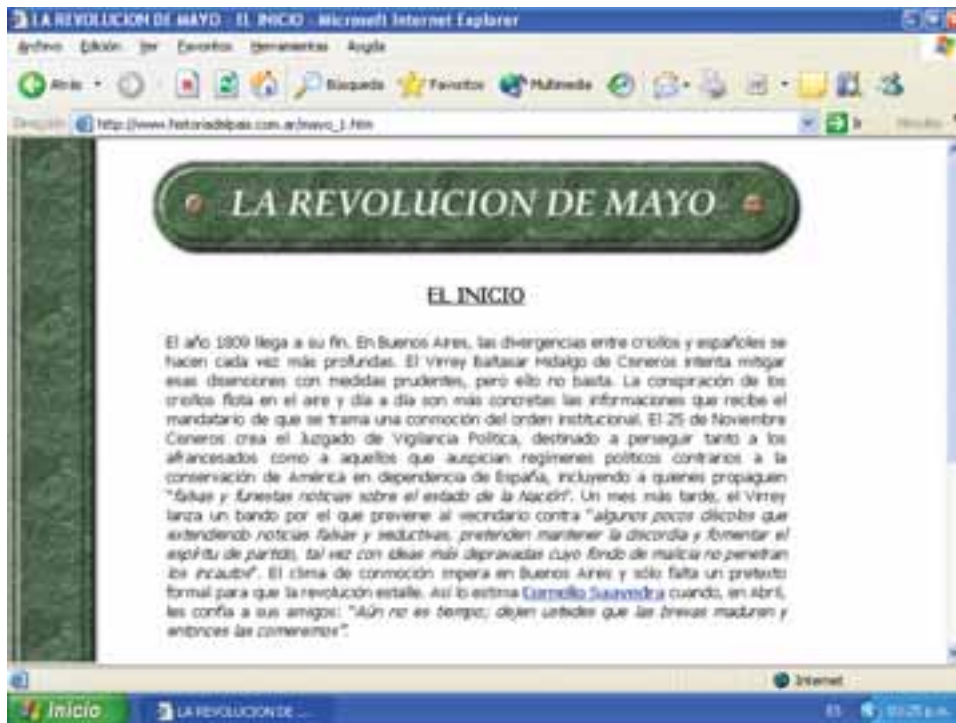 LA REVOLUCION DE MAYO - EL INICIO - Microsoft Internet Explorer
Archivo Edición Ver Favoritos Herramientas Ayuda
Atrás Búsqueda Favoritos Multimedia
Dirección http://www.historiadelpais.com.ar/mayo_1.htm Ir Vínculos
LA REVOLUCION DE MAYO
EL INICIO
El año 1809 llega a su fin. En Buenos Aires, las divergencias entre criollos y españoles se
hacen cada vez más profundas. El Virrey Baltasar Hidalgo de Cisneros intenta mitigar
esas disensiones con medidas prudentes, pero ello no basta. La conspiración de los
criollos flota en el aire y día a día son más concretas las informaciones que recibe el
mandatario de que se trama una conmoción del orden institucional. El 25 de Noviembre
Cisneros crea el Juzgado de Vigilancia Política, destinado a perseguir tanto a los
afrancesados como a aquellos que auspician regímenes políticos contrarios a la
conservación de América en dependencia de España, incluyendo a quienes propaguen
"falsas y funestas noticias sobre el estado de la Nación". Un mes más tarde, el Virrey
lanza un bando por el que previene al vecindario contra "algunos pocos díscolos que
extendiendo noticias falsas y seductivas, pretenden mantener la discordia y fomentar el
espíritu de partido, tal vez con ideas más depravadas cuyo fondo de malicia no penetran
los incautos". El clima de conmoción impera en Buenos Aires y sólo falta un pretexto
formal para que la revolución estalle. Así lo estima Cornelio Saavedra cuando, en Abril,
les confía a sus amigos: "Aún no es tiempo; dejen ustedes que las brevas maduren y
entonces las comeremos".
Internet
Inicio LA REVOLUCION DE ... ES